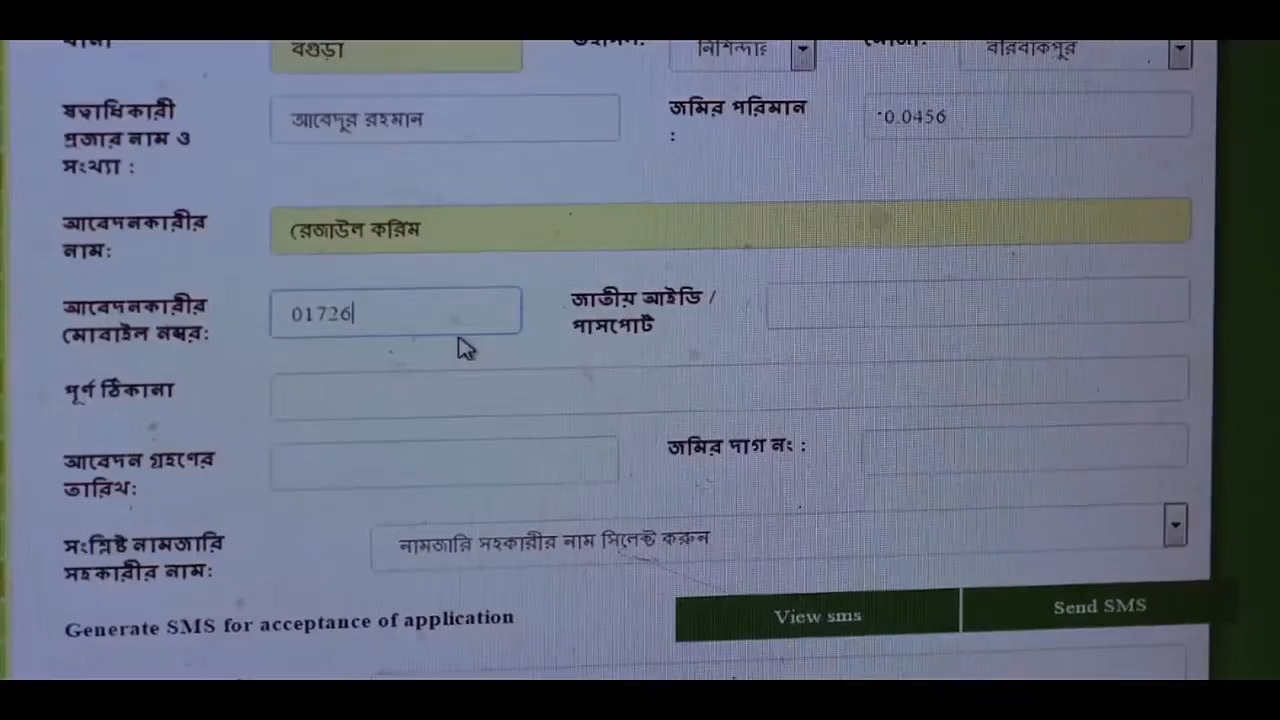 থানা বগুড়া নিশিন্দারা
স্বত্বাধিকারী আবেদূর রহমান জমির পরিমান 0.0456
প্রজার নাম ও :
সংখ্যা :
আবেদনকারীর রেজাউল করিম
নাম:
আবেদনকারীর 01726 জাতীয় আইডি /
মোবাইল নম্বর: পাসপোর্ট
পূর্ণ ঠিকানা
আবেদন গ্রহণের জমির দাগ নং :
তারিখ:
সংশ্লিষ্ট নামজারি নামজারি সহকারীর নাম সিলেক্ট করুন
সহকারীর নাম:
Generate SMS for acceptance of application View sms Send SMS